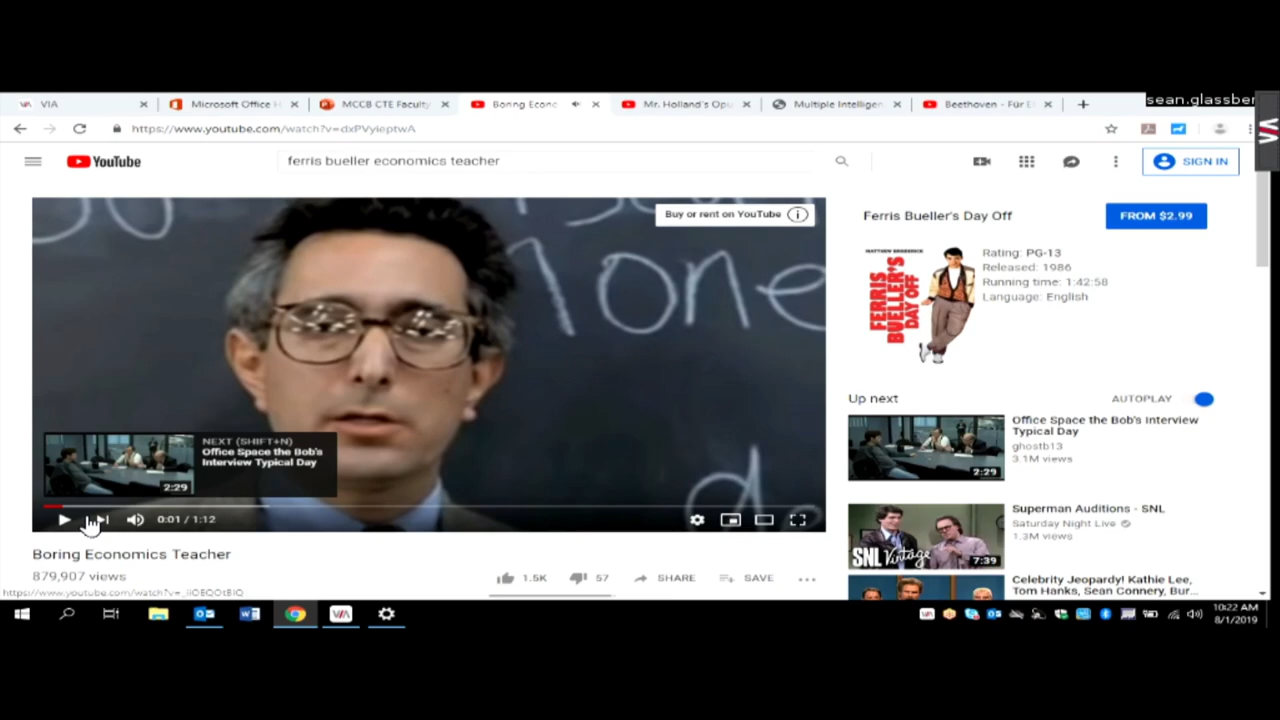 sean.glassber
VIA
Microsoft Office H
MCCB CTE Faculty
Boring Econo
Mr. Holland's Opu
Multiple Intelligen
Beethoven - Für El
https://www.youtube.com/watch?v=dxPVyieptwA
YouTube
ferris bueller economics teacher
SIGN IN
Buy or rent on YouTube
one
d
Ferris Bueller's Day Off
FROM $2.99
MATTHEW BRODERICK
FERRIS
BUELLER'S
DAY OFF
Rating: PG-13
Released: 1986
Running time: 1:42:58
Language: English
Up next
AUTOPLAY
Office Space the Bob's Interview
Typical Day
ghostb13
3.1M views
2:29
NEXT (SHIFT+N)
Office Space the Bob's
Interview Typical Day
2:29
0:01 / 1:12
Superman Auditions - SNL
Saturday Night Live
1.3M views
SNL Vintage
7:39
Boring Economics Teacher
879,907 views
1.5K
57
SHARE
SAVE
Celebrity Jeopardy! Kathie Lee,
Tom Hanks, Sean Connery, Bur...
10:22 AM
8/1/2019